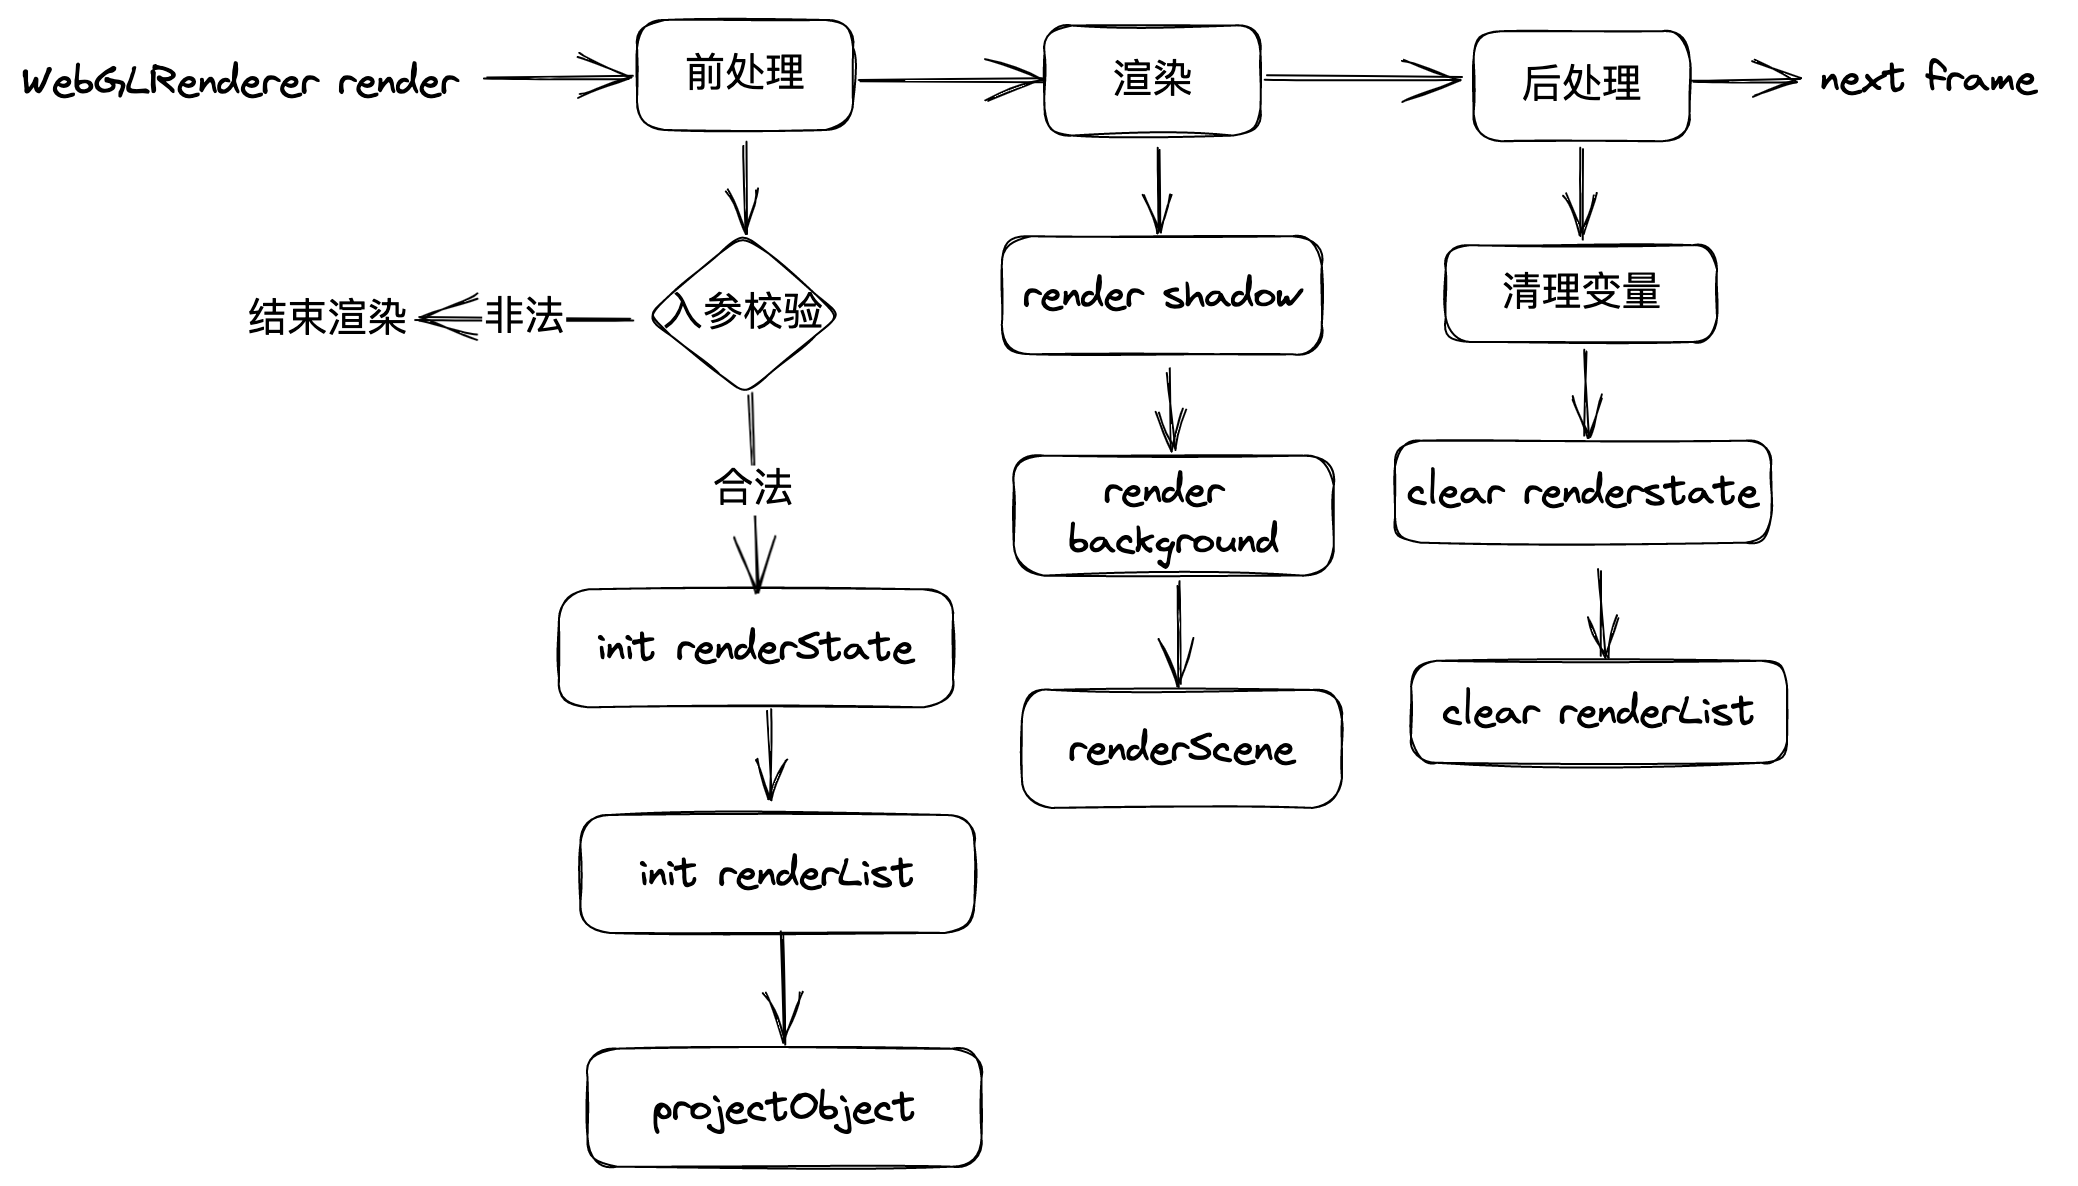 WebGLRenderer render
前处理
渲染
后处理
next frame
入参校验
非法
结束渲染
合法
init renderState
init renderList
projectObject
render shadow
render
background
renderScene
清理变量
clear renderstate
clear renderList